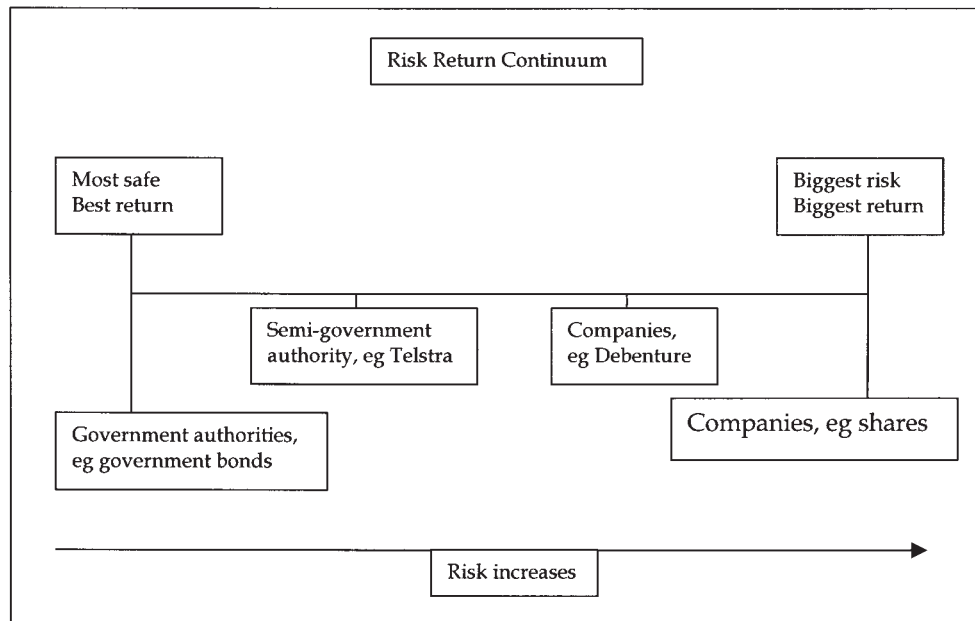 Risk Return Continuum
Most safe
Best return
Biggest risk
Biggest return
Semi-government
authority, eg Telstra
Companies,
eg Debenture
Government authorities,
eg government bonds
Companies, eg shares
Risk increases